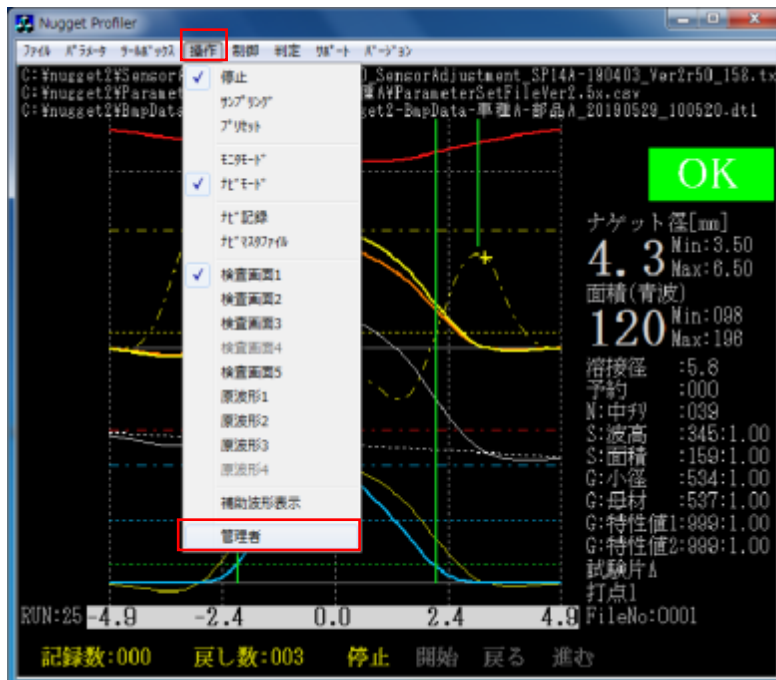 Nugget Profiler
ファイル パラメータ ツールボックス 操作 制御 判定 サポート バージョン
C:¥nugget2¥Sensor
C:¥nugget2¥Paramet
C:¥nugget2¥BmpData
_SensorAdjustment_SPI4A-190403_Ver2r50_158.tx
A¥ParameterSetFileVer2.5x.csv
get2-BmpData-車種A-部品A_20190529_100520.dt1
停止
サンプリング
プリセット
モニタモード
ナビモード
ナビ記録
ナビマスタファイル
検査画面1
検査画面2
検査画面3
検査画面4
検査画面5
原波形1
原波形2
原波形3
原波形4
補助波形表示
管理者
OK
ナゲット径[mm]
4.3 Min:3.50
Max:6.50
面積(青波)
120 Min:098
Max:196
溶接径 :5.8
予約 :000
N:中チリ :039
S:波高 :345:1.00
S:面積 :159:1.00
G:小径 :534:1.00
G:母材 :537:1.00
G:特性値1:999:1.00
G:特性値2:999:1.00
試験片A
打点1
FileNo:0001
RUN:25 -4.9 -2.4 0.0 2.4 4.9
記録数:000 戻し数:003 停止 開始 戻る 進む